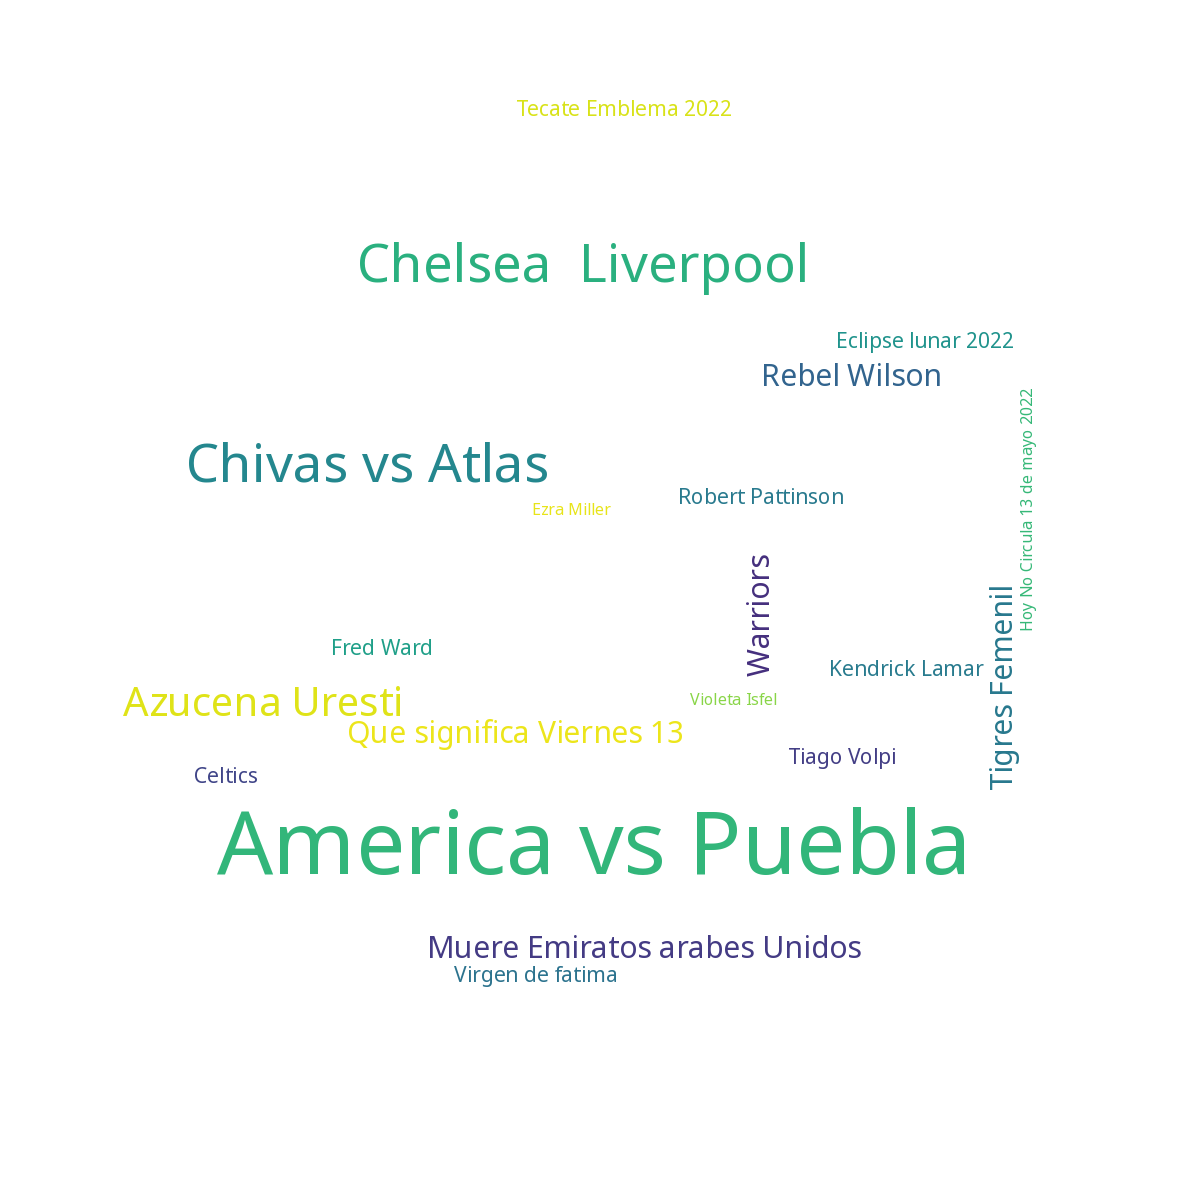 Tecate Emblema 2022
Chelsea  Liverpool
Eclipse lunar 2022
Rebel Wilson
Hoy No Circula 13 de mayo 2022
Chivas vs Atlas
Robert Pattinson
Ezra Miller
Warriors
Tigres Femenil
Fred Ward
Kendrick Lamar
Azucena Uresti
Violeta Isfel
Que significa Viernes 13
Tiago Volpi
Celtics
America vs Puebla
Muere Emiratos arabes Unidos
Virgen de fatima